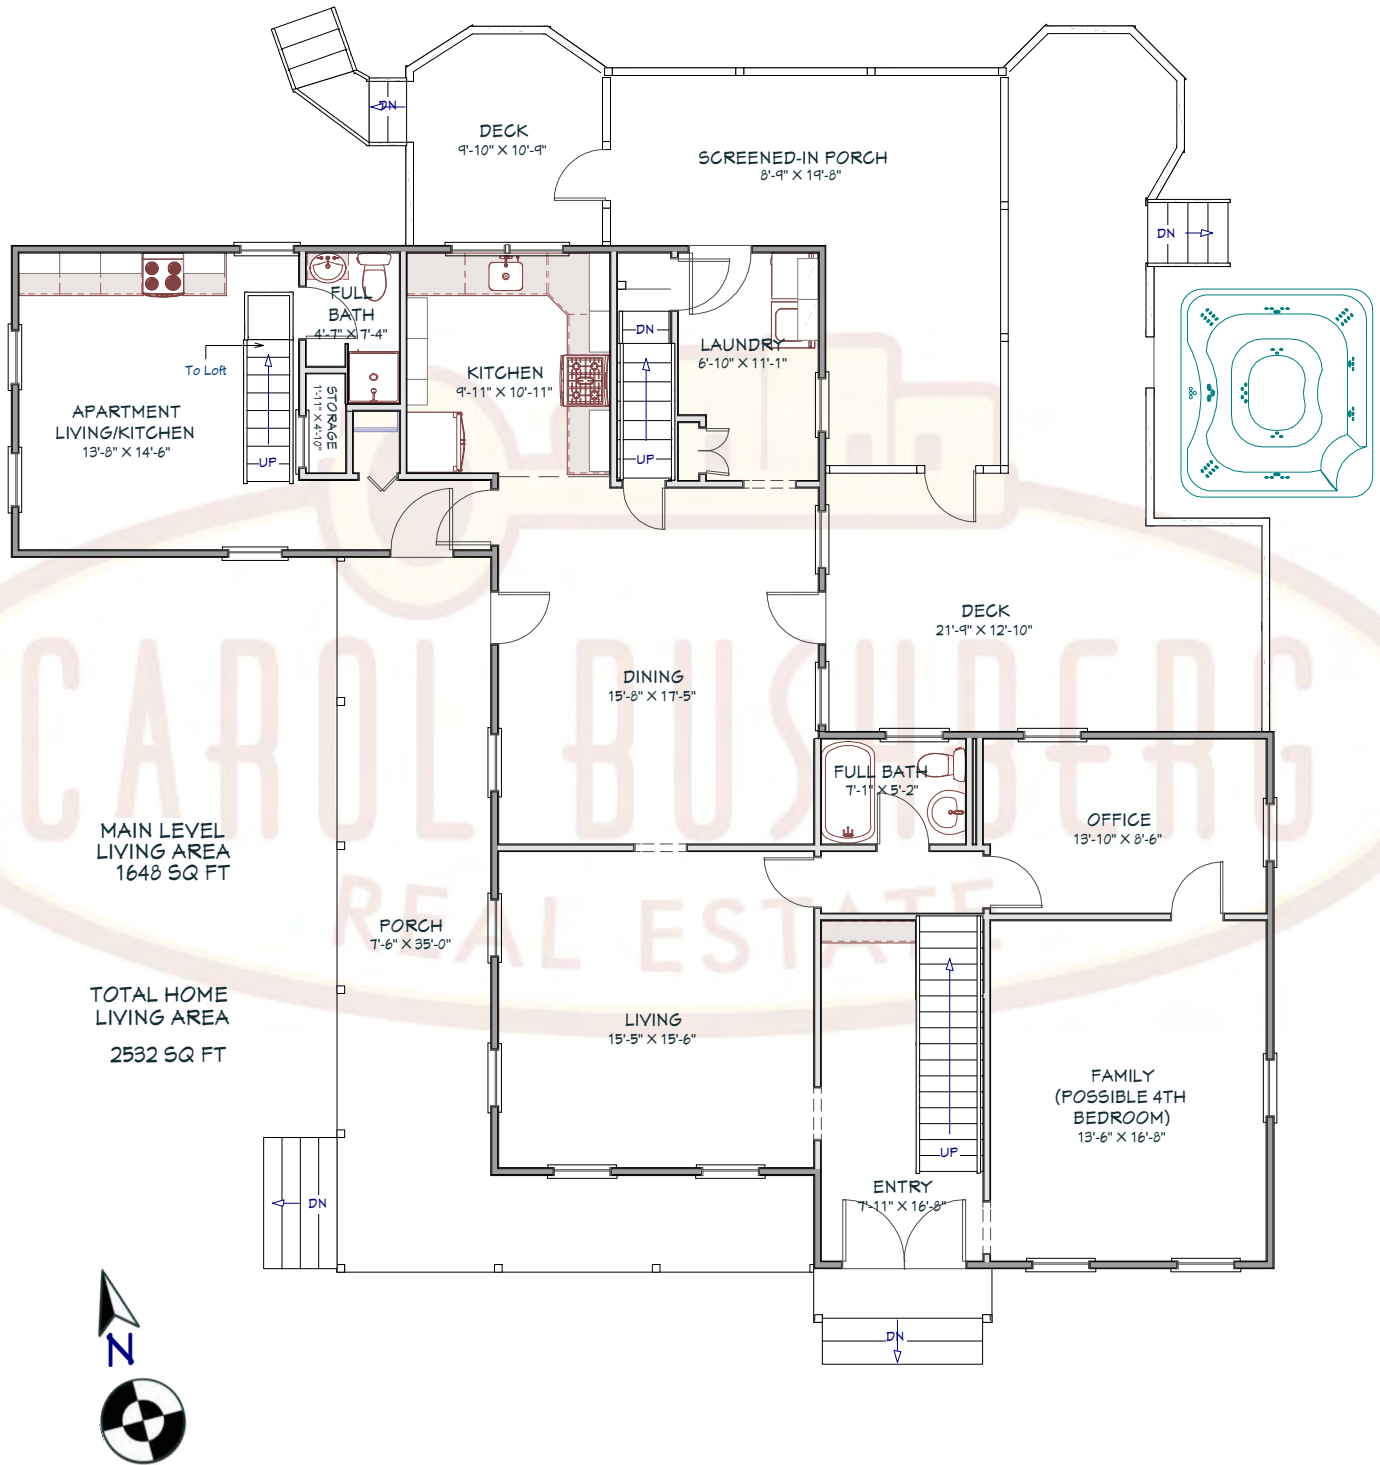 DN
DECK
9'-10" X 10'-9"
SCREENED-IN PORCH
8'-9" X 19'-8"
DN
FULL
BATH
4'-7" X 7'-4"
DN
LAUNDRY
6'-10" X 11'-1"
To Loft
KITCHEN
9'-11" X 10'-11"
STORAGE
1'-11" X 4'-10"
APARTMENT
LIVING/KITCHEN
13'-8" X 14'-6"
UP
UP
DECK
21'-9" X 12'-10"
DINING
15'-8" X 17'-5"
CAROL BUSHBERG
REAL ESTATE
FULL BATH
7'-1" X 5'-2"
OFFICE
13'-10" X 8'-6"
MAIN LEVEL
LIVING AREA
1648 SQ FT
PORCH
7'-6" X 35'-0"
TOTAL HOME
LIVING AREA
2532 SQ FT
LIVING
15'-5" X 15'-6"
FAMILY
(POSSIBLE 4TH
BEDROOM)
13'-6" X 16'-8"
UP
ENTRY
7'-11" X 16'-8"
DN
DN
N